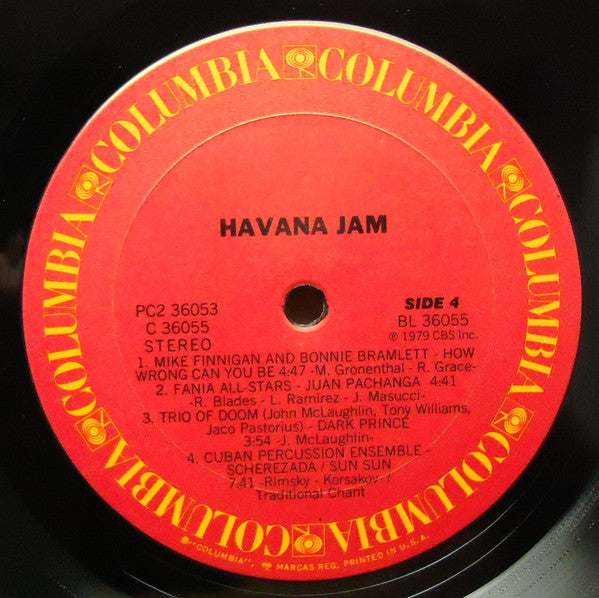 COLUMBIA COLUMBIA COLUMBIA COLUMBIA COLUMBIA COLUMBIA
HAVANA JAM
PC2 36053
C 36055
STEREO
SIDE 4
BL 36055
℗ 1979 CBS Inc.
1. MIKE FINNIGAN AND BONNIE BRAMLETT - HOW
WRONG CAN YOU BE 4:47 -M. Gronenthal - R. Grace-
2. FANIA ALL-STARS - JUAN PACHANGA 4:41
-R. Blades - L. Ramirez - J. Masucci-
3. TRIO OF DOOM (John McLaughlin, Tony Williams,
Jaco Pastorius) - DARK PRINCE
3:54 -J. McLaughlin-
4. CUBAN PERCUSSION ENSEMBLE -
SCHEREZADA / SUN SUN
7:41 -Rimsky - Korsakov- /
Traditional Chant
®"COLUMBIA", MARCAS REG. PRINTED IN U.S.A.